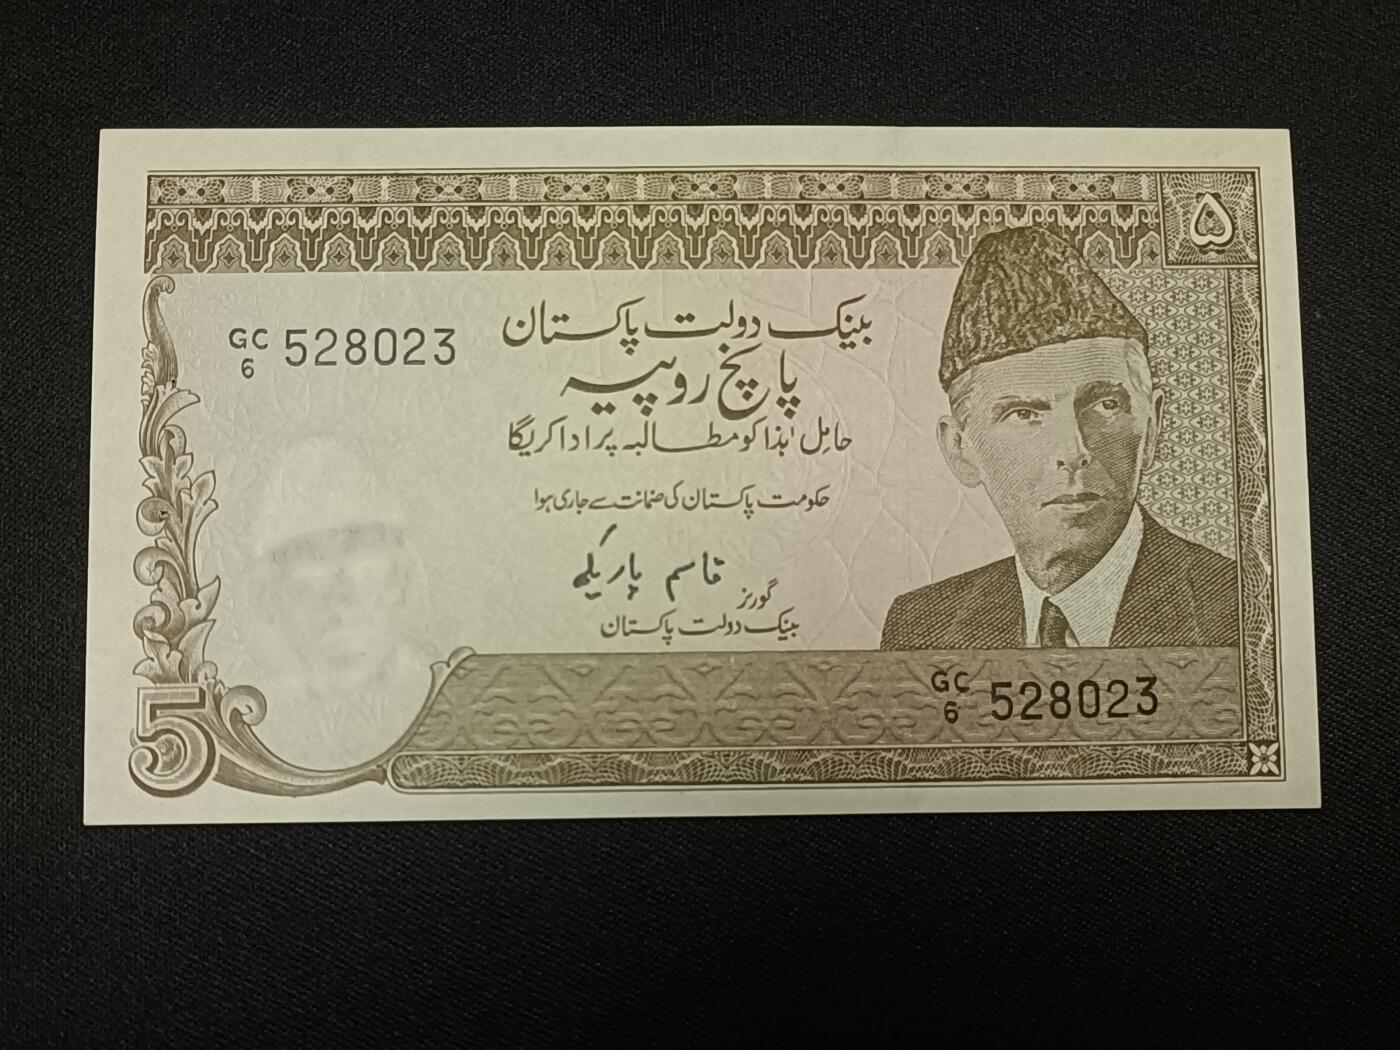 ۵
بینک دولت پاکستان
GC 6 528023
پانچ روپیہ
حاملِ ہٰذا کو مطالبہ پر ادا کریگا
حکومت پاکستان کی ضمانت سے جاری ہوا
قاسم پاریکھ
گورنر
بینک دولت پاکستان
GC 6 528023
5